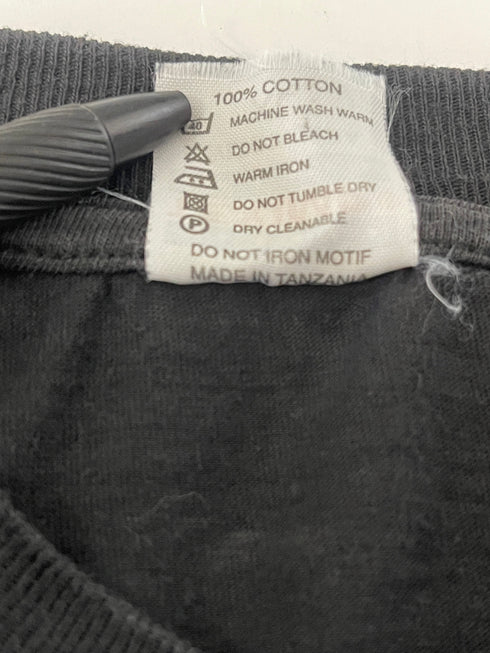 100% COTTON
40 MACHINE WASH WARM
DO NOT BLEACH
WARM IRON
DO NOT TUMBLE DRY
P DRY CLEANABLE
DO NOT IRON MOTIF
MADE IN TANZANIA